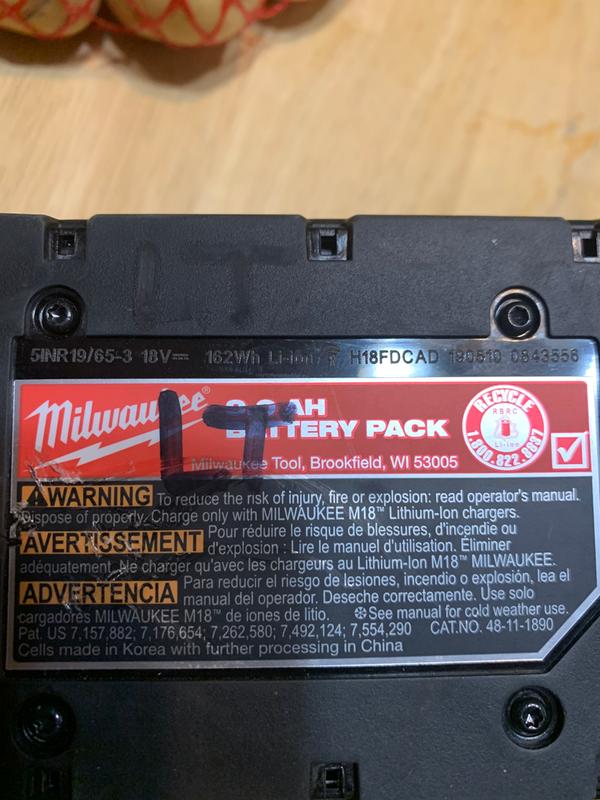 LT
5INR19/65-3 18V⎓ 162Wh Li-Ion H18FDCAD 0843556
Milwaukee® AH
BATTERY PACK
LT
Milwaukee Tool, Brookfield, WI 53005
RECYCLE
RBRC
Li-Ion
1.800.822.8837
⚠WARNING To reduce the risk of injury, fire or explosion: read operator's manual.
Dispose of properly. Charge only with MILWAUKEE M18™ Lithium-Ion chargers.
AVERTISSEMENT Pour réduire le risque de blessures, d'incendie ou
d'explosion : Lire le manuel d'utilisation. Éliminer
adéquatement. Ne charger qu'avec les chargeurs au Lithium-Ion M18™ MILWAUKEE.
ADVERTENCIA Para reducir el riesgo de lesiones, incendio o explosión, lea el
manual del operador. Deseche correctamente. Use solo
cargadores MILWAUKEE M18™ de iones de litio. ❄See manual for cold weather use.
Pat. US 7,157,882; 7,176,654; 7,262,580; 7,492,124; 7,554,290 CAT.NO. 48-11-1890
Cells made in Korea with further processing in China